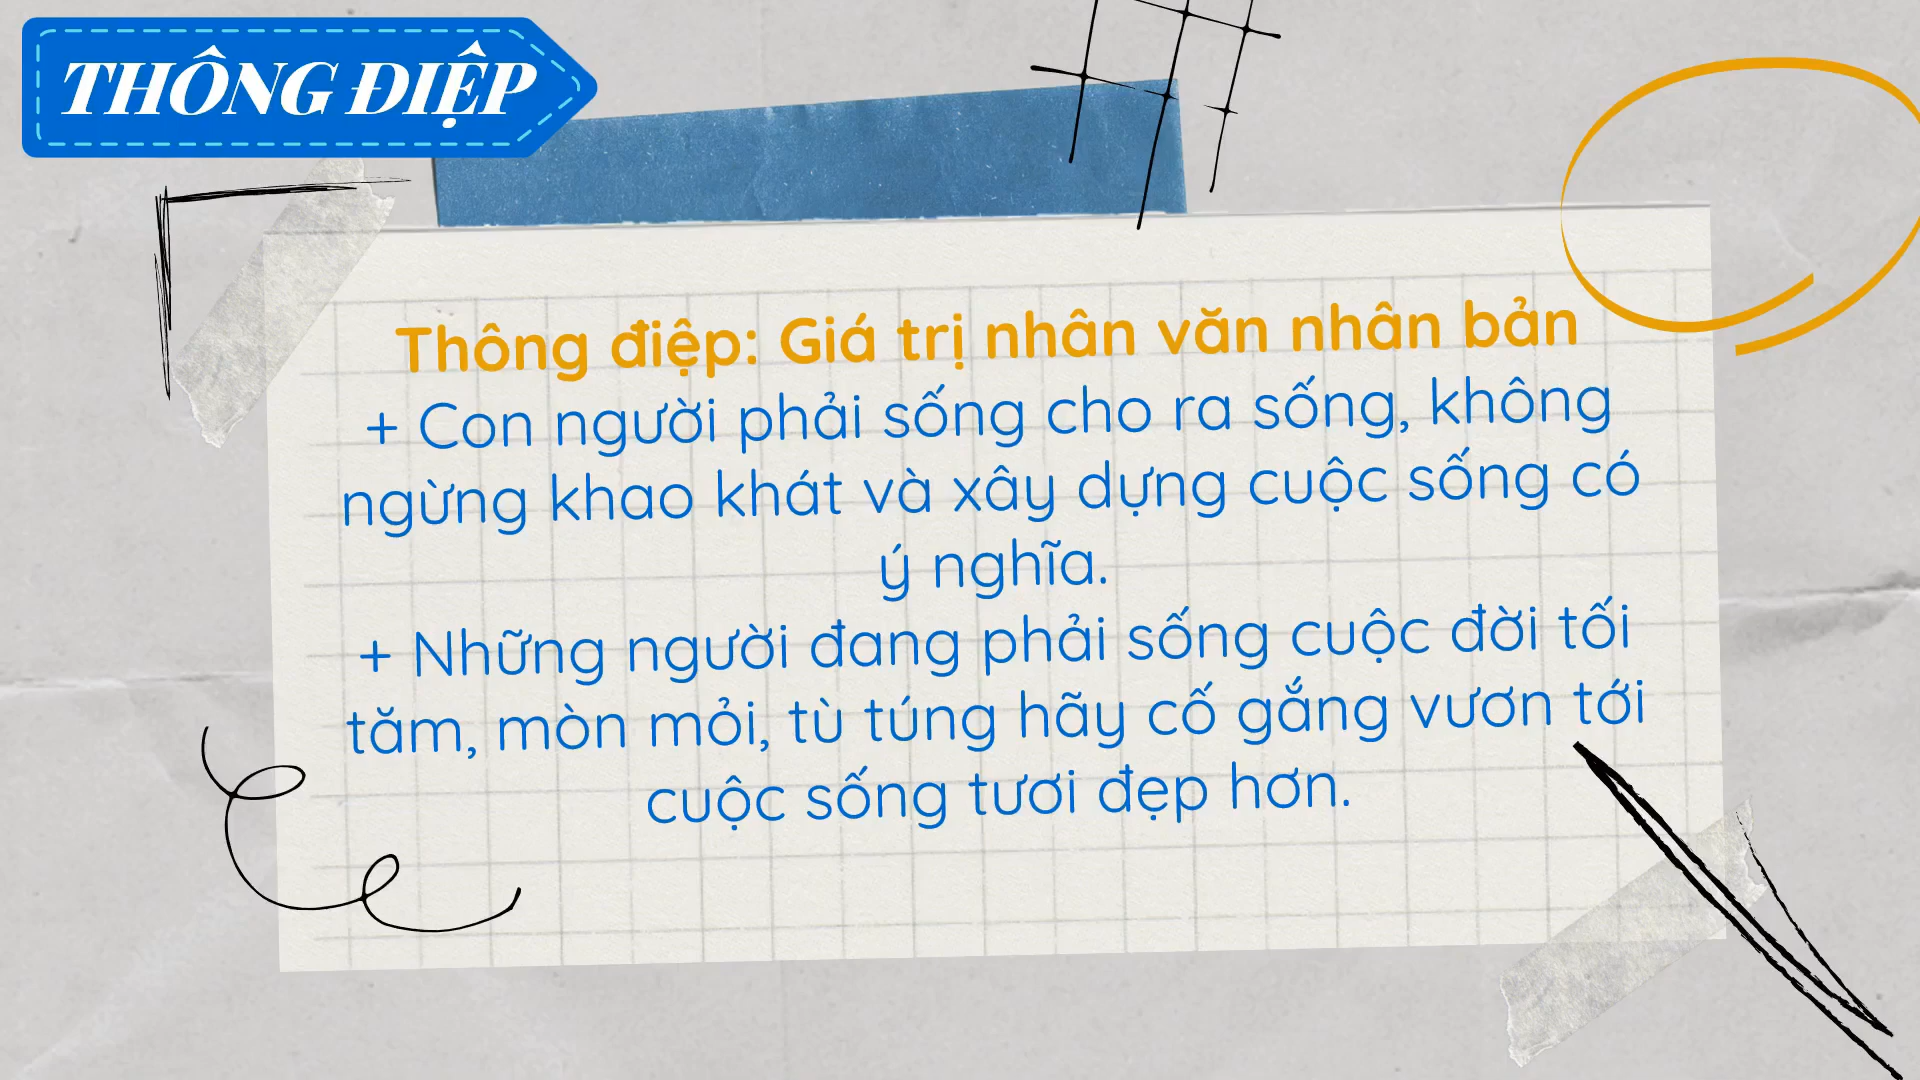 THÔNG ĐIỆP
Thông điệp: Giá trị nhân văn nhân bản
+ Con người phải sống cho ra sống, không
ngừng khao khát và xây dựng cuộc sống có
ý nghĩa.
+ Những người đang phải sống cuộc đời tối
tăm, mòn mỏi, tù túng hãy cố gắng vươn tới
cuộc sống tươi đẹp hơn.